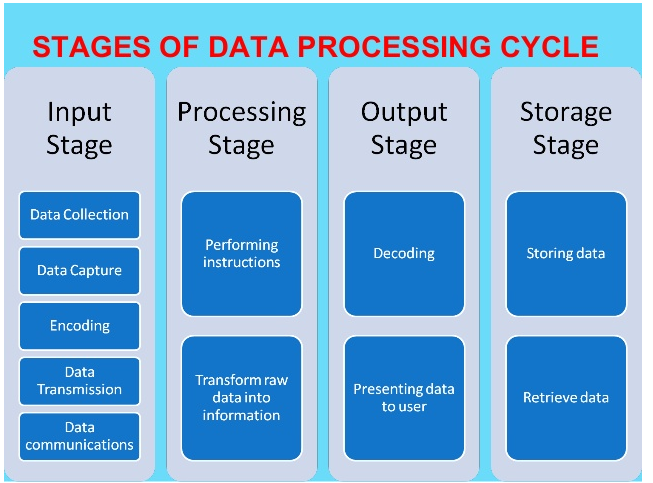 STAGES OF DATA PROCESSING CYCLE
Input
Stage
Data Collection
Data Capture
Encoding
Data
Transmission
Data
communications
Processing
Stage
Performing
instructions
Transform raw
data into
information
Output
Stage
Decoding
Presenting data
to user
Storage
Stage
Storing data
Retrieve data